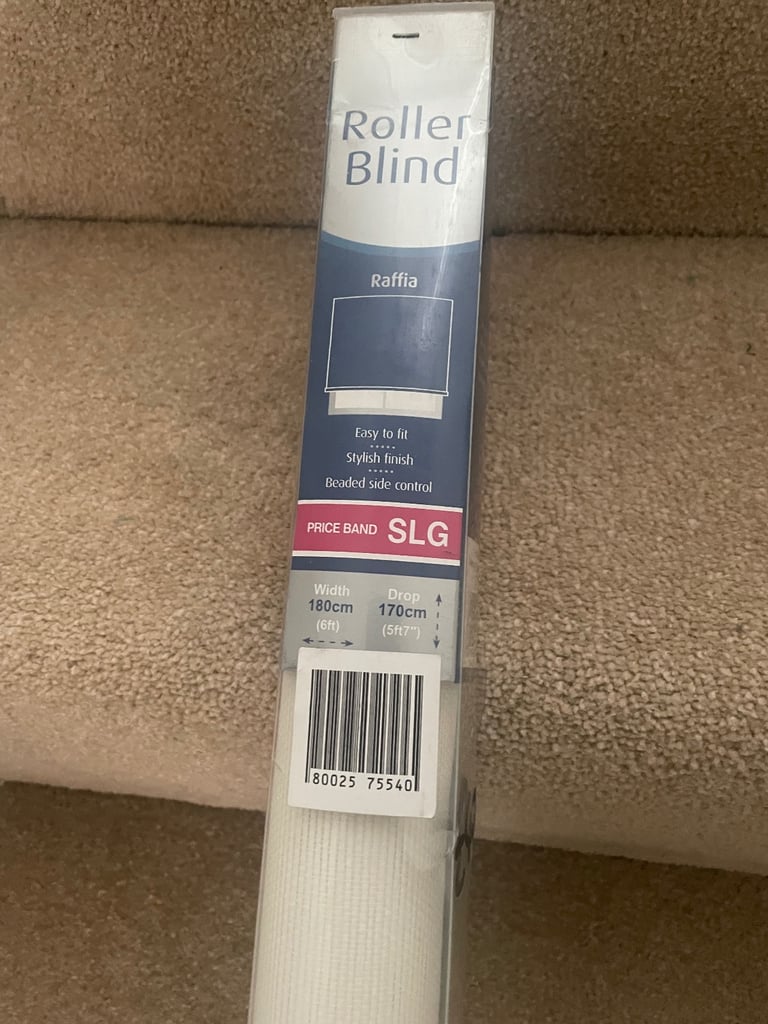 Roller
Blind
Raffia
Easy to fit
Stylish finish
Beaded side control
PRICE BAND SLG
Width Drop
180cm 170cm
(6ft) (5ft7")
80025 75540